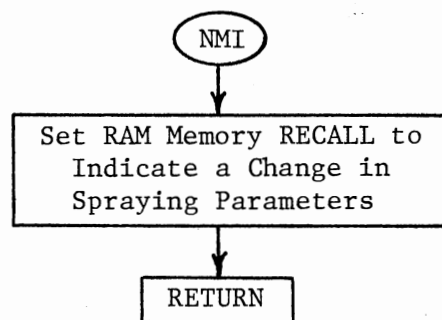 NMI
Set RAM Memory RECALL to
Indicate a Change in
Spraying Parameters
RETURN